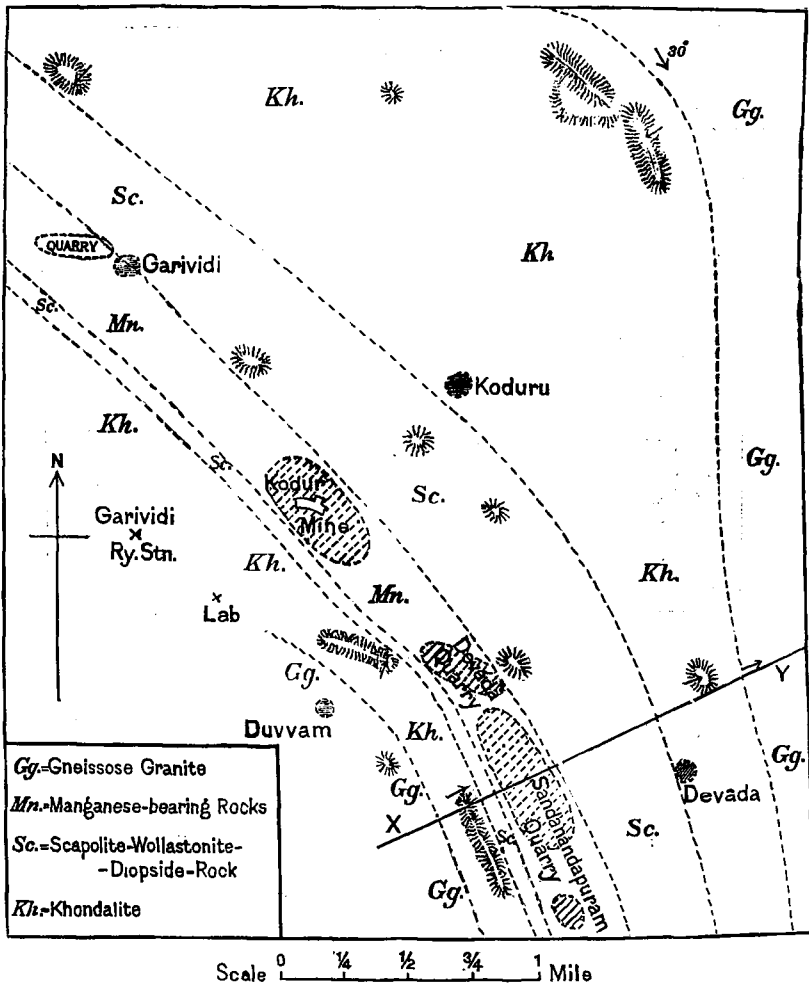 30°
Kh.
Gg.
Sc.
QUARRY
Garividi
Kh
Sc.
Mn.
Koduru
Kh.
Gg.
Sc.
N
Kodur
Mine
Sc.
Garividi
Ry. Stn.
Kh.
Kh.
Mn.
Lab
Devada
Quarry
Gg.
Y
Duvvam
Kh.
Gg.
Gg.
Devada
X
Sandanandapuram
Quarry
Sc.
Sc.
Gg.
Gg.=Gneissose Granite
Mn.=Manganese-bearing Rocks
Sc.=Scapolite-Wollastonite-
-Diopside-Rock
Kh.=Khondalite
Scale 0 ¼ ½ ¾ 1 Mile